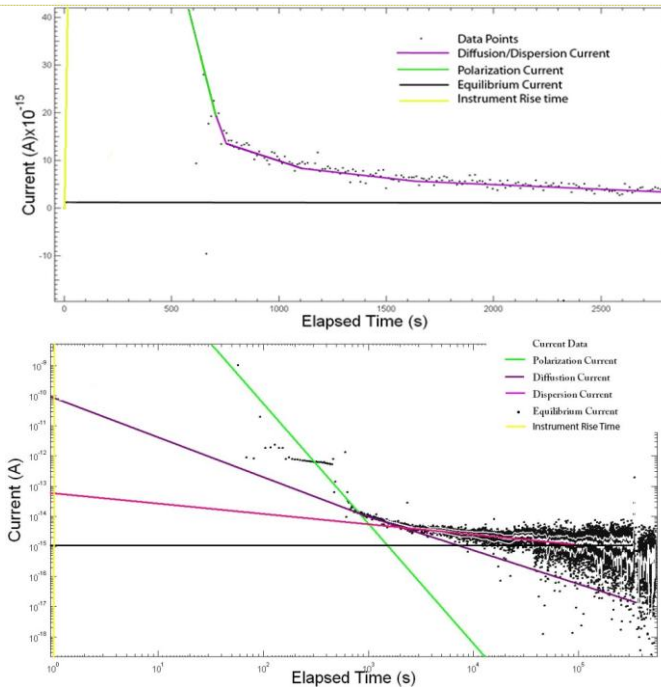 40
30
20
10
0
-10
Current (A)x10⁻¹⁵
Data Points
Diffusion/Dispersion Current
Polarization Current
Equilibrium Current
Instrument Rise time
0
500
1000
1500
2000
2500
Elapsed Time (s)
10⁻⁹
10⁻¹⁰
10⁻¹¹
10⁻¹²
10⁻¹³
10⁻¹⁴
10⁻¹⁵
10⁻¹⁶
10⁻¹⁷
10⁻¹⁸
Current (A)
Current Data
Polarization Current
Diffustion Current
Dispersion Current
Equilibrium Current
Instrument Rise Time
10⁰
10²
10³
10⁴
10⁵
Elapsed Time (s)